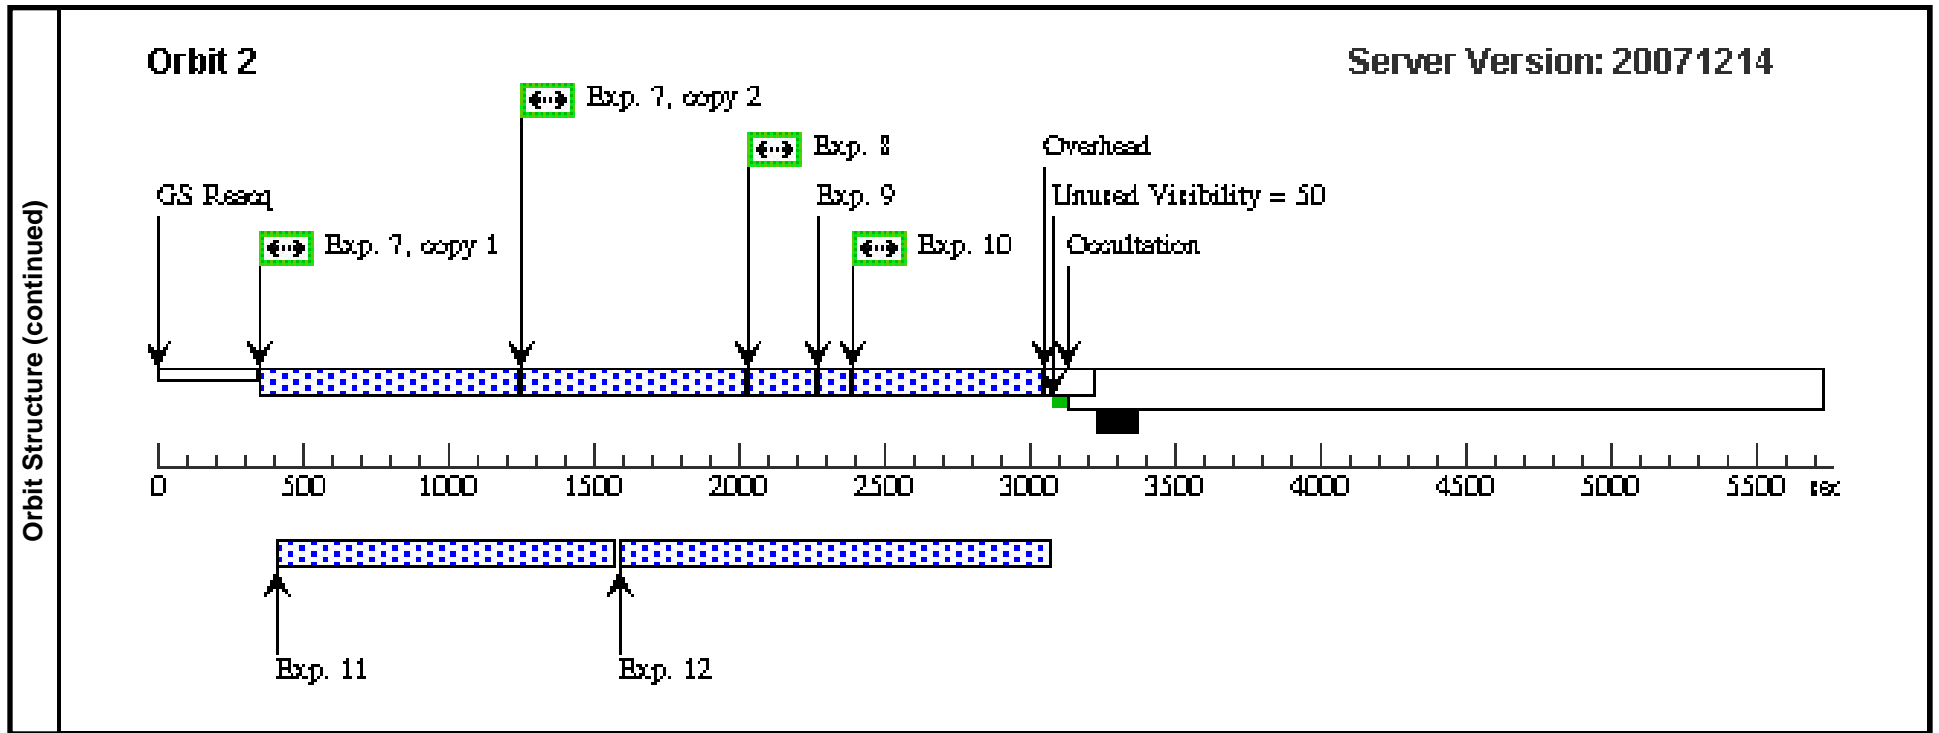 Orbit Structure (continued)
Orbit 2
Server Version: 20071214
Exp. 7, copy 2
Exp. 8
Overhead
GS Reacq
Exp. 9
Unused Visibility = 50
Exp. 7, copy 1
Exp. 10
Occultation
0 500 1000 1500 2000 2500 3000 3500 4000 4500 5000 5500 sec
Exp. 11
Exp. 12